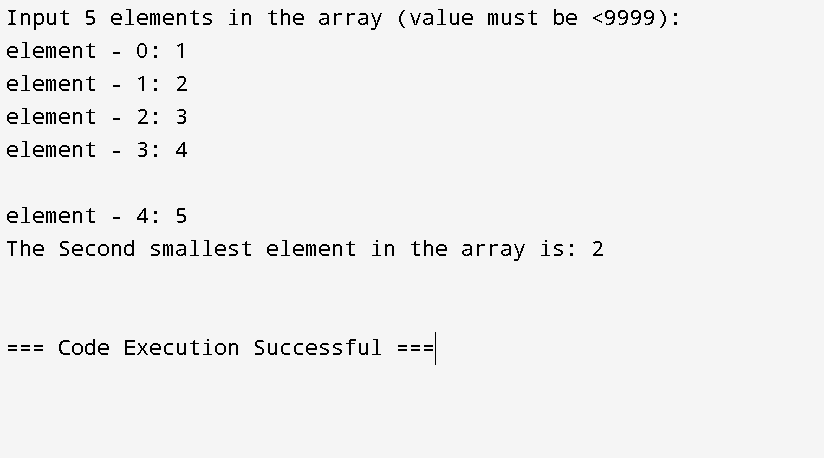 Input 5 elements in the array (value must be <9999):
element - 0: 1
element - 1: 2
element - 2: 3
element - 3: 4
element - 4: 5
The Second smallest element in the array is: 2
=== Code Execution Successful ===